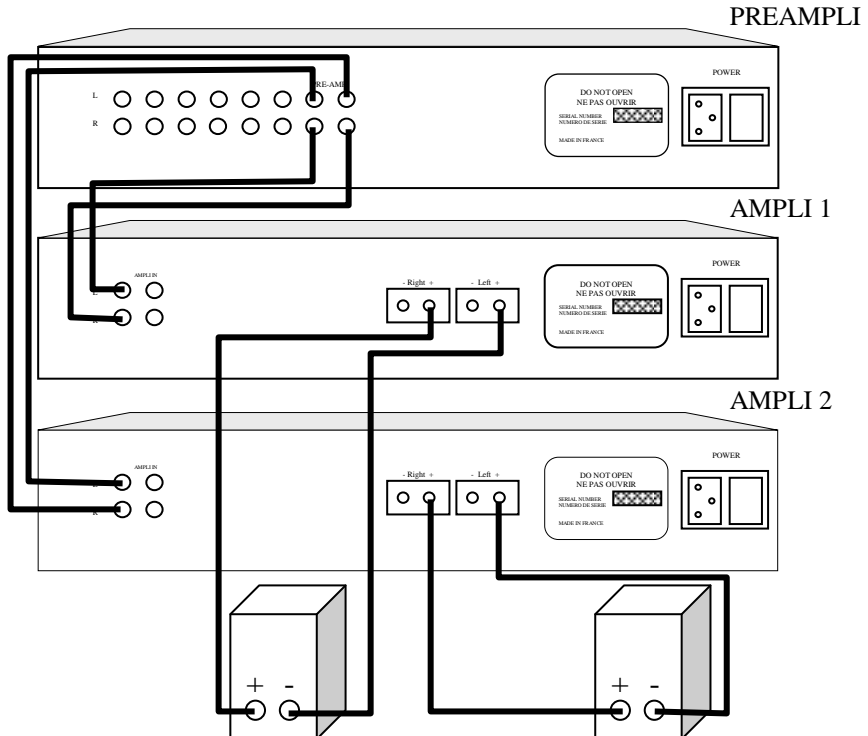 PREAMPLI
PRE-AMP
POWER
L
R
DO NOT OPEN
NE PAS OUVRIR
SERIAL NUMBER
NUMERO DE SERIE
MADE IN FRANCE
AMPLI 1
AMPLI IN
L
R
- Right +
- Left +
DO NOT OPEN
NE PAS OUVRIR
SERIAL NUMBER
NUMERO DE SERIE
MADE IN FRANCE
POWER
AMPLI 2
AMPLI IN
R
- Right +
- Left +
DO NOT OPEN
NE PAS OUVRIR
SERIAL NUMBER
NUMERO DE SERIE
MADE IN FRANCE
POWER
+ -
+ -